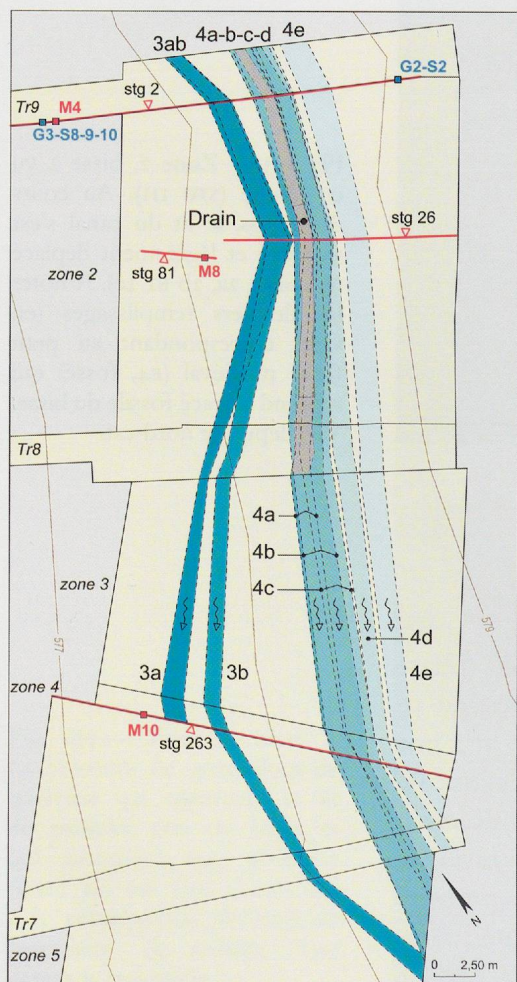 4a-b-c-d
4e
3ab
G2-S2
stg 2
M4
Tr9
G3-S8-9-10
Drain
stg 26
zone 2
stg 81
M8
Tr8
4a
4b
zone 3
4c
577
579
4d
zone 4
3a
3b
4e
M10
stg 263
N
Tr7
zone 5
0
2,50 m